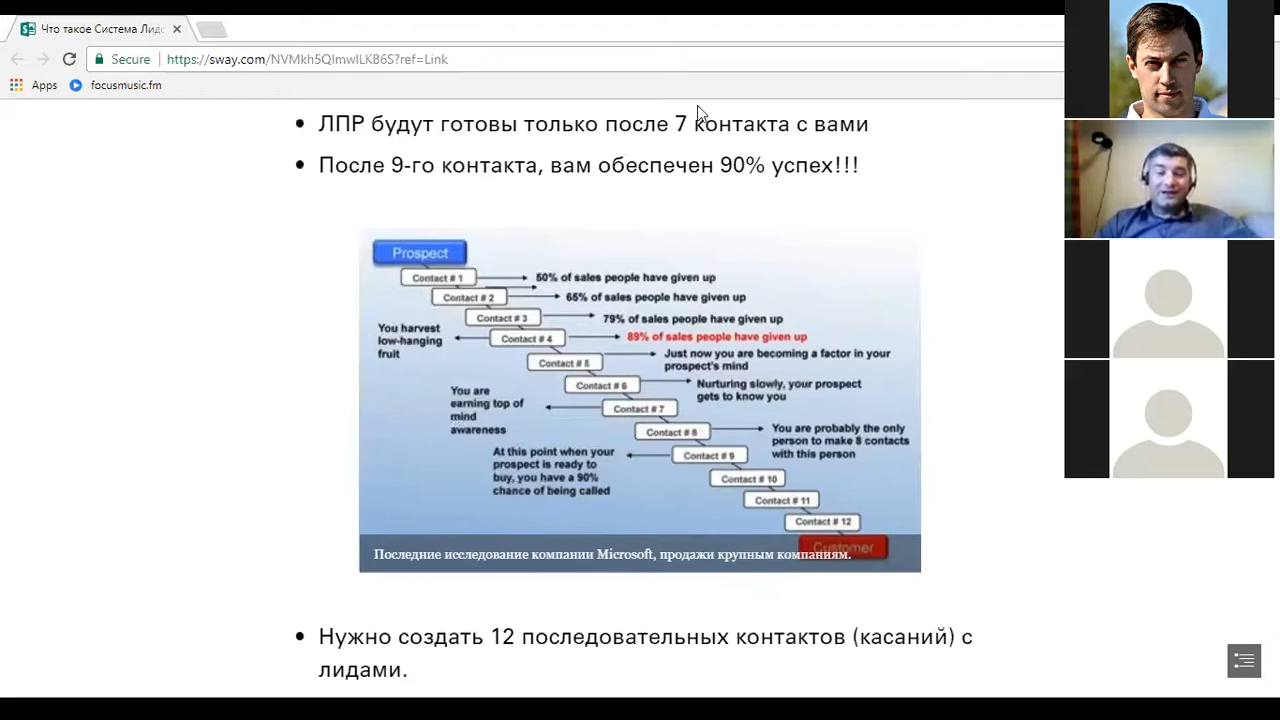 Что такое Система Лидо
Secure
https://sway.com/NVMkh5QlmwlLKB6S?ref=Link
Apps
focusmusic.fm
ЛПР будут готовы только после 7 контакта с вами
После 9-го контакта, вам обеспечен 90% успех!!!
Prospect
Contact # 1
50% of sales people have given up
Contact # 2
65% of sales people have given up
Contact # 3
79% of sales people have given up
You harvest
low-hanging
fruit
Contact # 4
89% of sales people have given up
Contact # 5
Just now you are becoming a factor in your
prospect's mind
Contact # 6
Nurturing slowly, your prospect
gets to know you
You are
earning top of
mind
awareness
Contact # 7
Contact # 8
You are probably the only
person to make 8 contacts
with this person
At this point when your
prospect is ready to
buy, you have a 90%
chance of being called
Contact # 9
Contact # 10
Contact # 11
Contact # 12
Customer
Последние исследование компании Microsoft, продажи крупным компаниям.
Нужно создать 12 последовательных контактов (касаний) с
лидами.